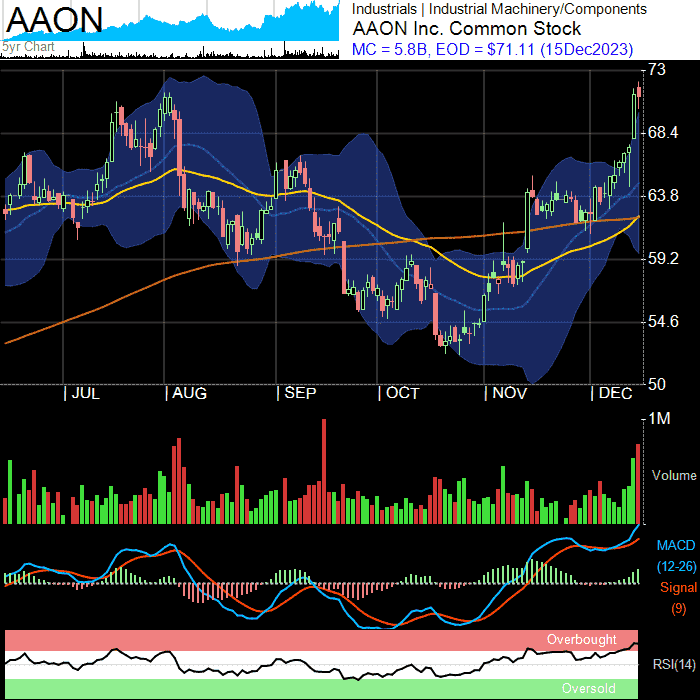 AAON
5yr Chart
Industrials | Industrial Machinery/Components
AAON Inc. Common Stock
MC = 5.8B, EOD = $71.11 (15Dec2023)
73
68.4
63.8
59.2
54.6
50
| JUL | AUG | SEP | OCT | NOV | DEC
1M
Volume
MACD
(12-26)
Signal
(9)
Overbought
RSI(14)
Oversold